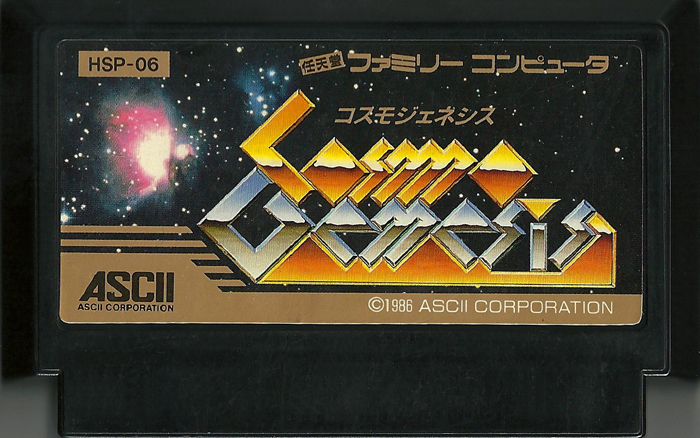 HSP-06
任天堂 ファミリー コンピュータ
コスモジェネシス
Cosmo
Genesis
ASCII
ASCII CORPORATION
©1986 ASCII CORPORATION